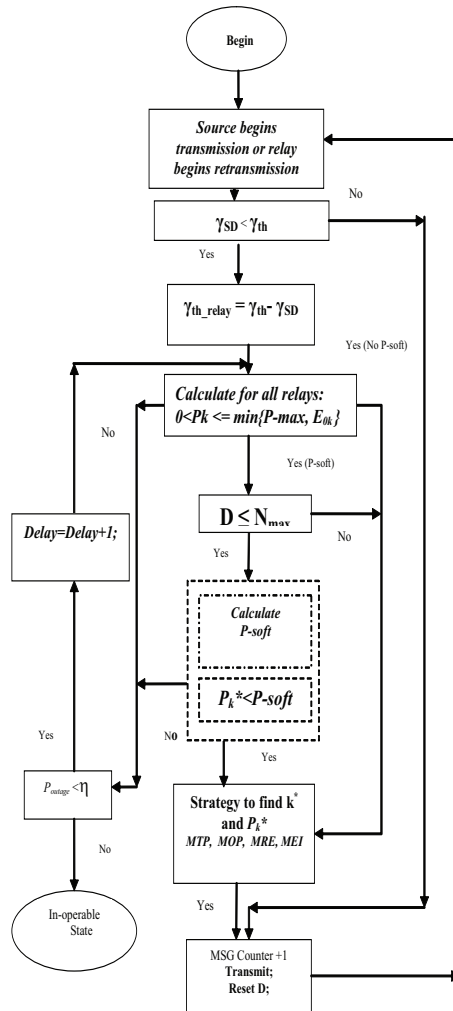 Begin
Source begins
transmission or relay
begins retransmission
No
γSD < γth
Yes
γth_relay = γth- γSD
Yes (No P-soft)
Calculate for all relays:
0<Pk <= min{P-max, E0k}
No
Yes (P-soft)
D ≤ Nmax
Delay=Delay+1;
Yes
No
Calculate
P-soft
Pk*<P-soft
No
Yes
Yes
Poutage <η
Strategy to find k*
and Pk*
MTP, MOP, MRE, MEI
No
Yes
In-operable
State
MSG Counter +1
Transmit;
Reset D;